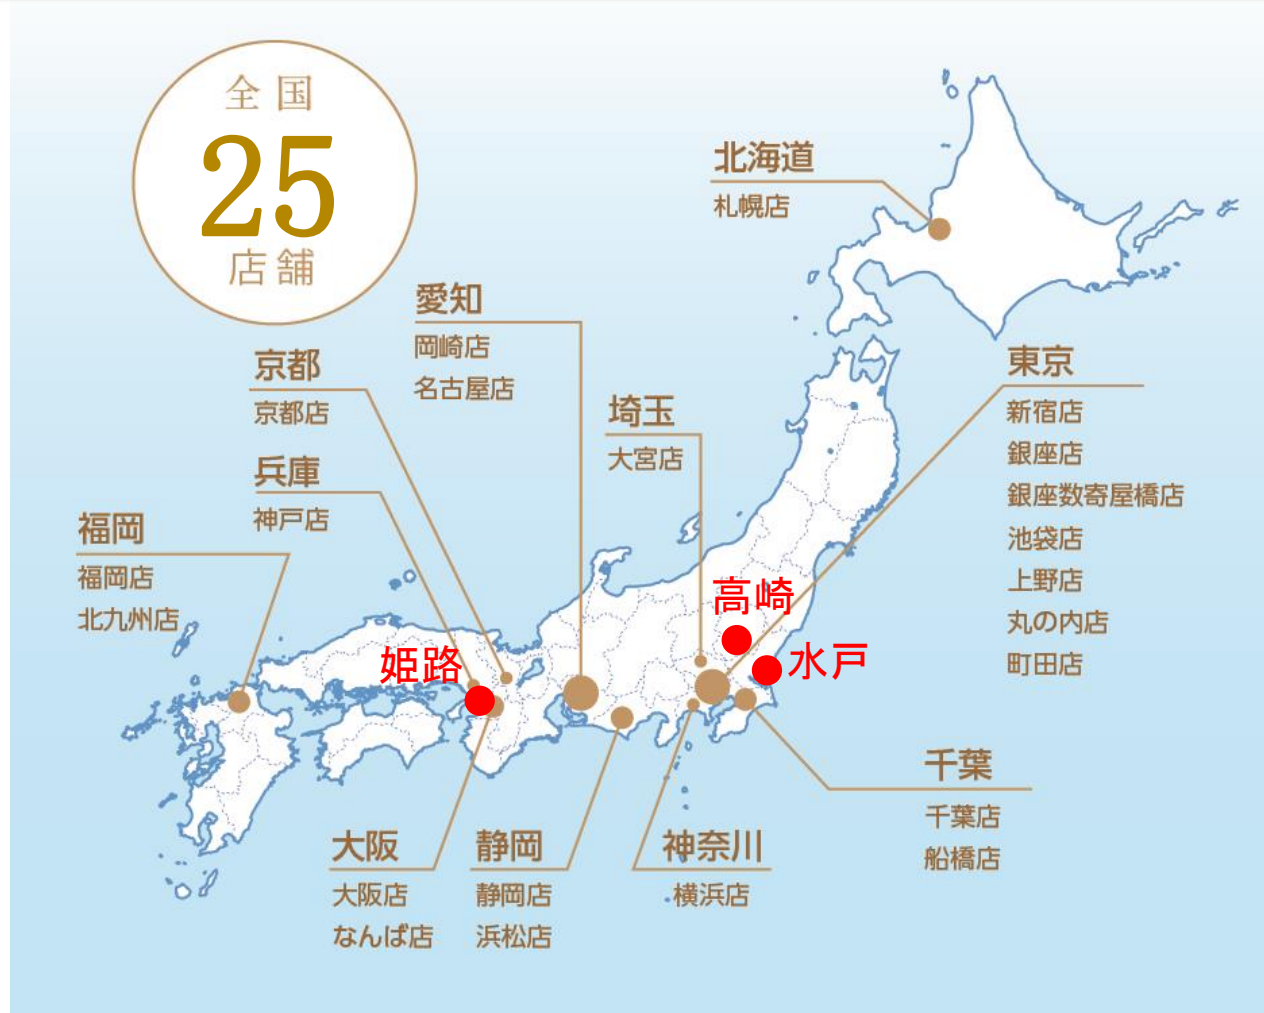 全国
25
店舗
北海道
札幌店
愛知
岡崎店
名古屋店
京都
京都店
東京
新宿店
銀座店
銀座数寄屋橋店
池袋店
上野店
丸の内店
町田店
埼玉
大宮店
兵庫
神戸店
福岡
福岡店
北九州店
高崎
水戸
姫路
千葉
千葉店
船橋店
大阪
大阪店
なんば店
静岡
静岡店
浜松店
神奈川
横浜店